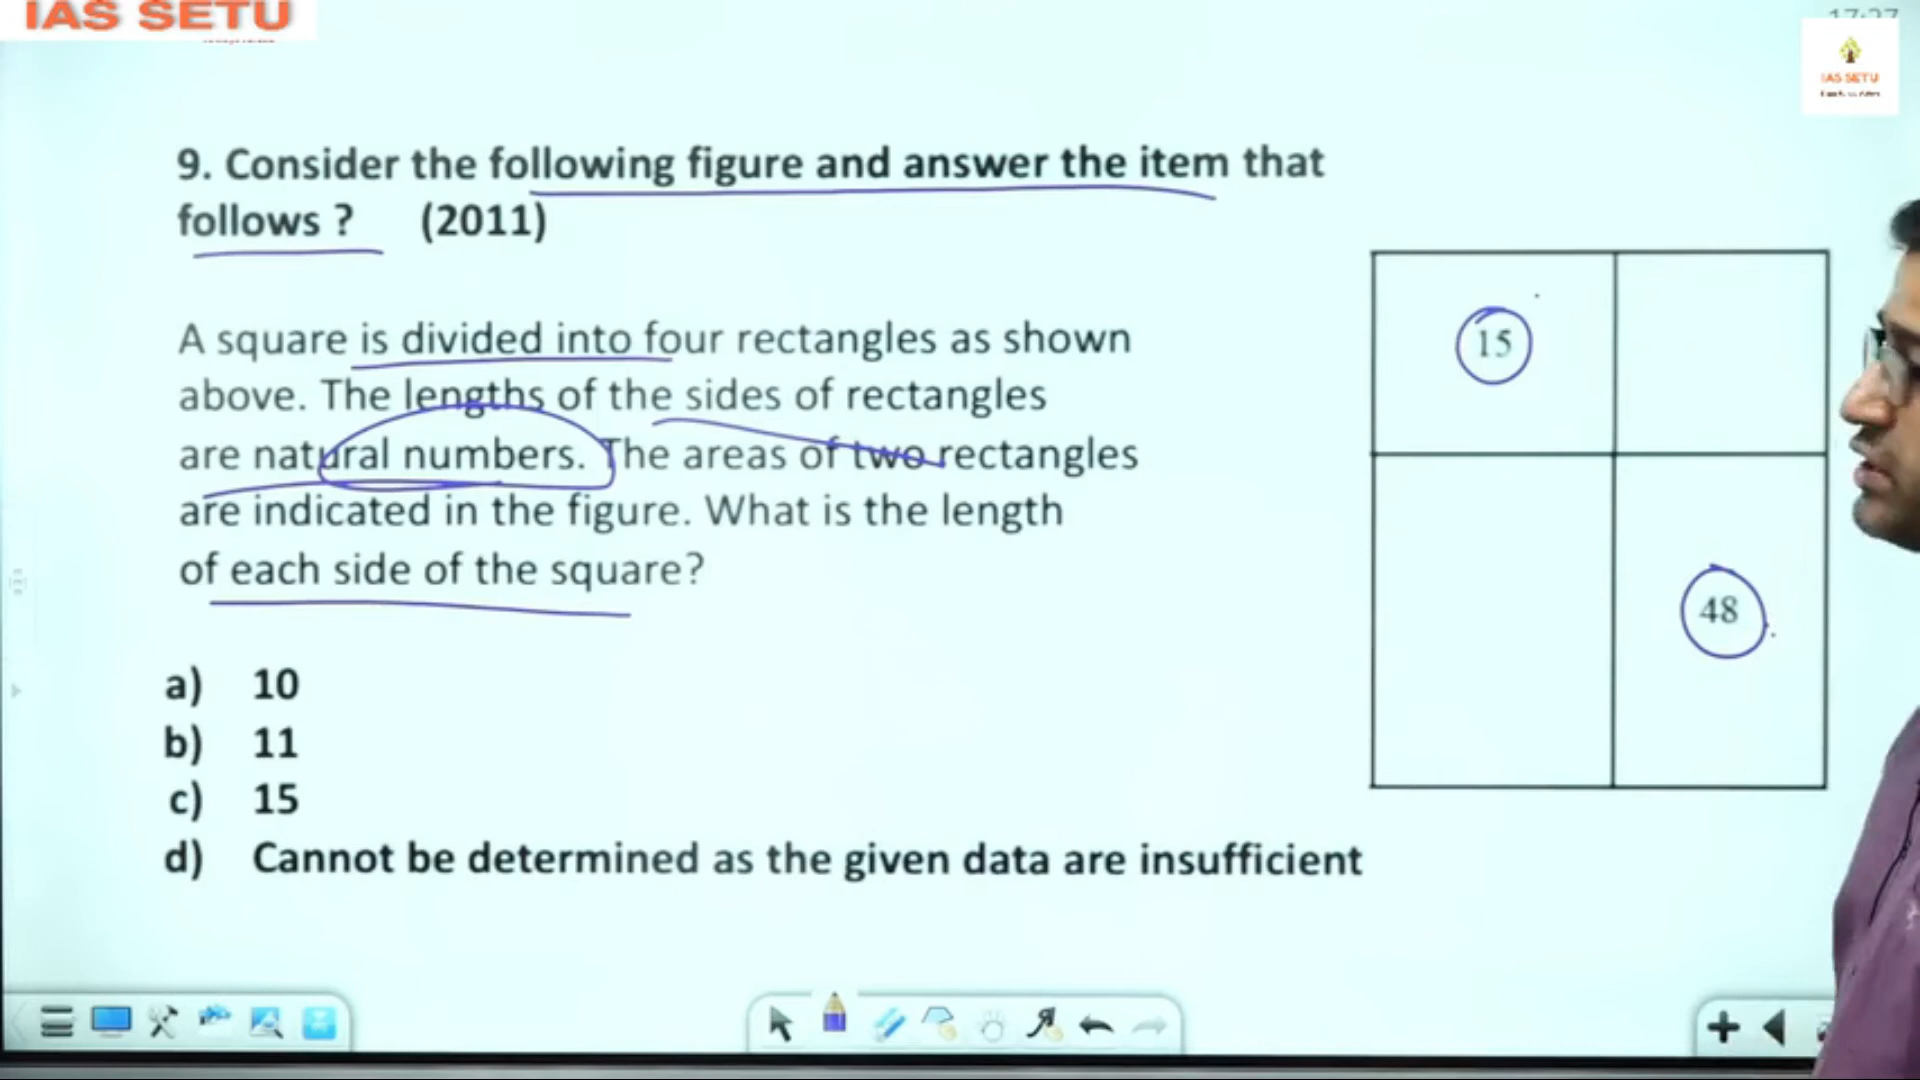 IAS SETU
17:27
IAS SETU
9. Consider the following figure and answer the item that
follows ? (2011)
A square is divided into four rectangles as shown
above. The lengths of the sides of rectangles
are natural numbers. The areas of two rectangles
are indicated in the figure. What is the length
of each side of the square?
15
48
a) 10
b) 11
c) 15
d) Cannot be determined as the given data are insufficient